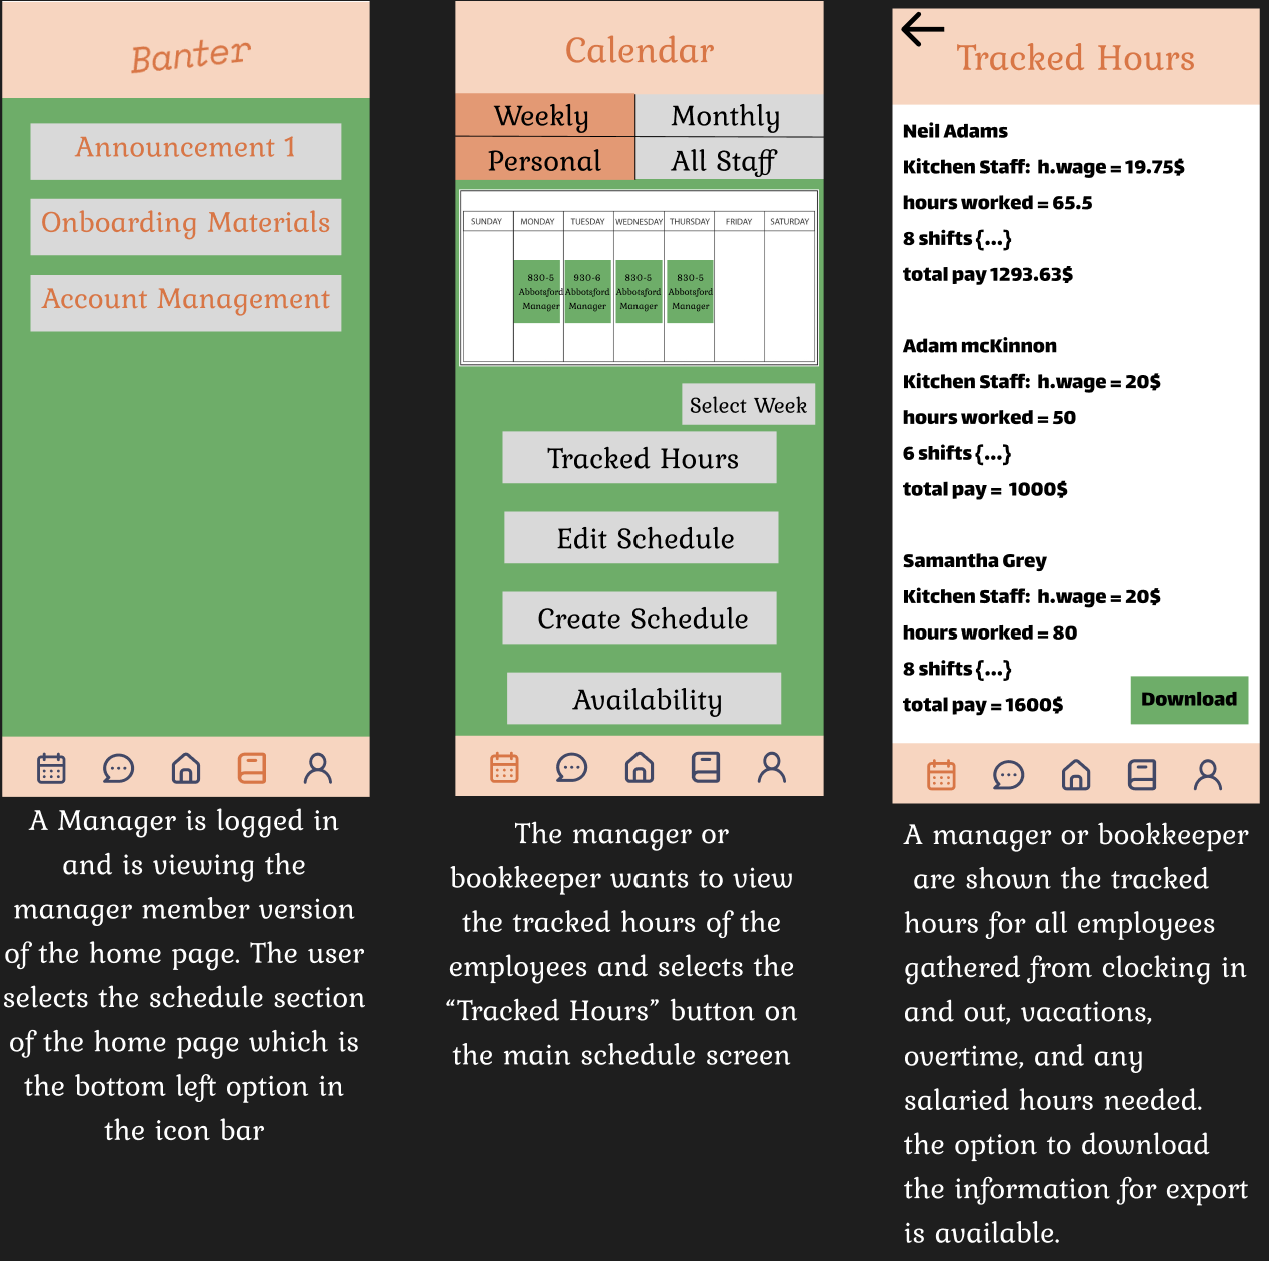 Banter
Announcement 1
Onboarding Materials
Account Management
A Manager is logged in
and is viewing the
manager member version
of the home page. The user
selects the schedule section
of the home page which is
the bottom left option in
the icon bar
Calendar
Weekly
Monthly
Personal
All Staff
SUNDAY MONDAY TUESDAY WEDNESDAY THURSDAY FRIDAY SATURDAY
830-5 930-6 830-5 830-5
Abbotsford Abbotsford Abbotsford Abbotsford
Manager Manager Manager Manager
Select Week
Tracked Hours
Edit Schedule
Create Schedule
Availability
The manager or
bookkeeper wants to view
the tracked hours of the
employees and selects the
“Tracked Hours” button on
the main schedule screen
Tracked Hours
Neil Adams
Kitchen Staff: h.wage = 19.75$
hours worked = 65.5
8 shifts {...}
total pay 1293.63$
Adam mcKinnon
Kitchen Staff: h.wage = 20$
hours worked = 50
6 shifts {...}
total pay = 1000$
Samantha Grey
Kitchen Staff: h.wage = 20$
hours worked = 80
8 shifts {...}
total pay = 1600$
Download
A manager or bookkeeper
are shown the tracked
hours for all employees
gathered from clocking in
and out, vacations,
overtime, and any
salaried hours needed.
the option to download
the information for export
is available.